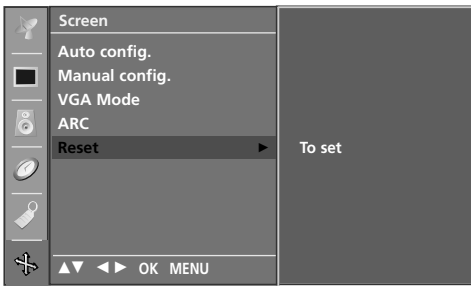 Screen
Auto config.
Manual config.
VGA Mode
ARC
Reset ► To set
▲▼ ◄► OK MENU